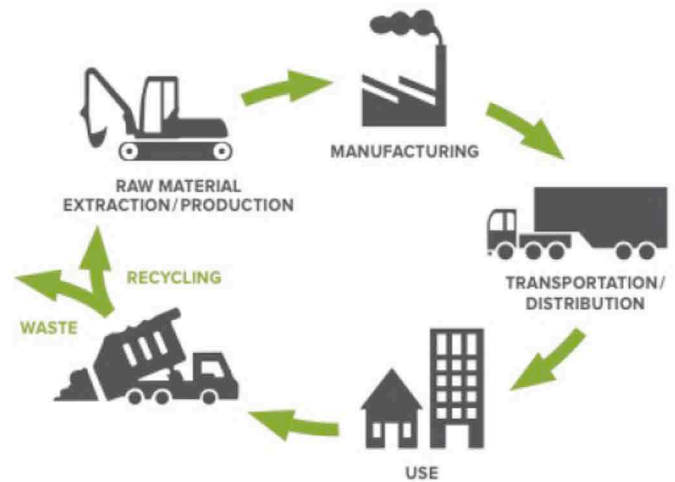 MANUFACTURING
RAW MATERIAL
EXTRACTION/PRODUCTION
TRANSPORTATION/
DISTRIBUTION
RECYCLING
WASTE
USE